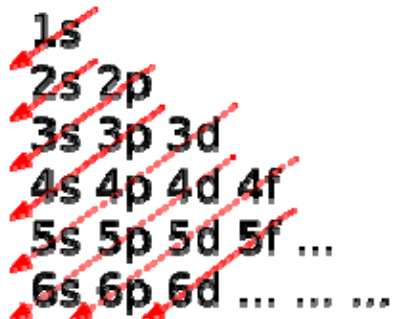 1s
2s 2p
3s 3p 3d
4s 4p 4d 4f
5s 5p 5d 5f ...
6s 6p 6d ... ... ...